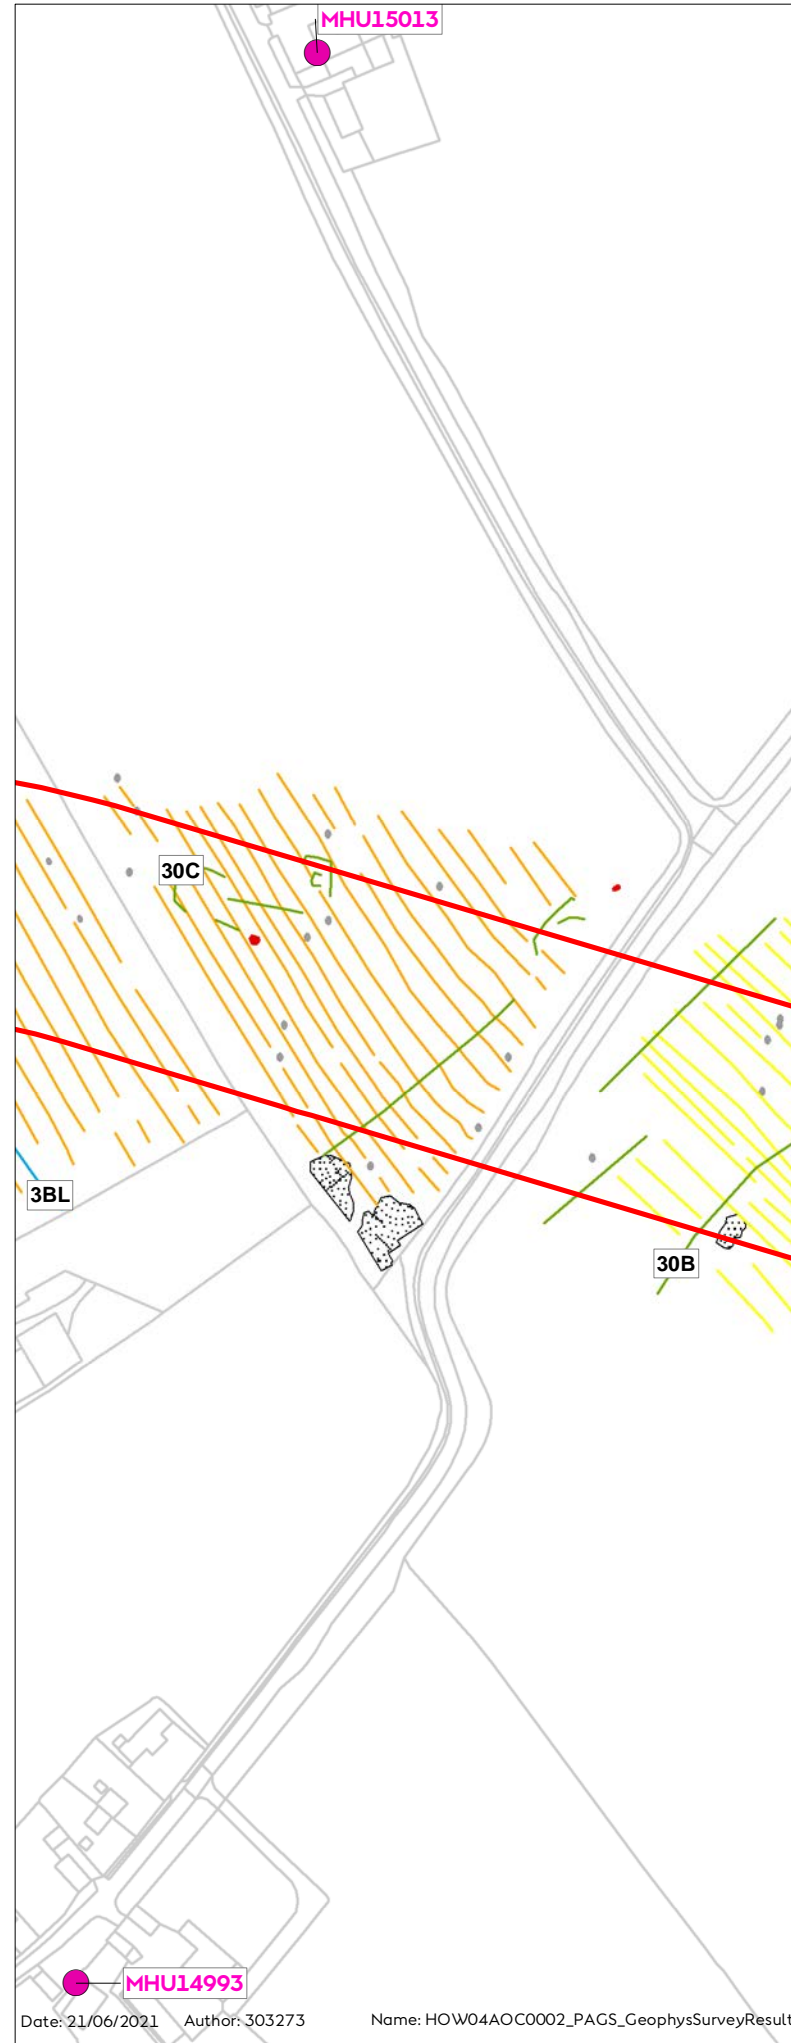 MHU15013
30C
3BL
30B
MHU14993
Date: 21/06/2021 Author: 303273 Name: HOW04AOC0002_PAGS_GeophysSurveyResult